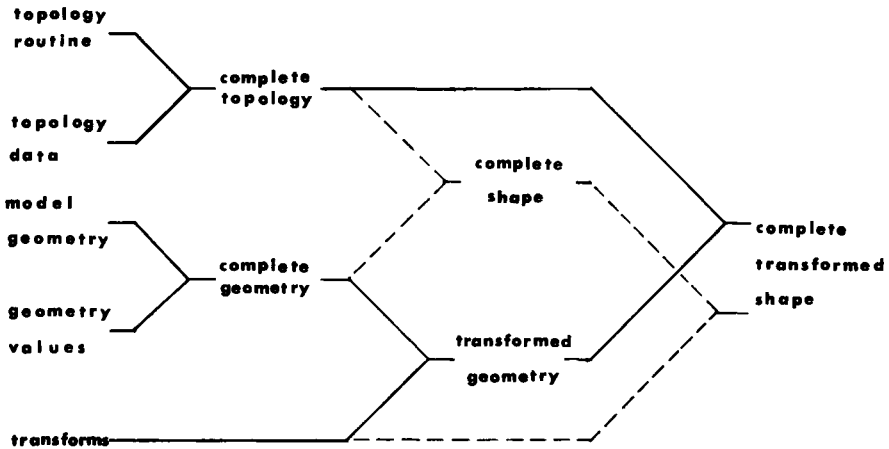 topology
routine
topology
data
model
geometry
geometry
values
transforms
complete
topology
complete
geometry
complete
shape
transformed
geometry
complete
transformed
shape